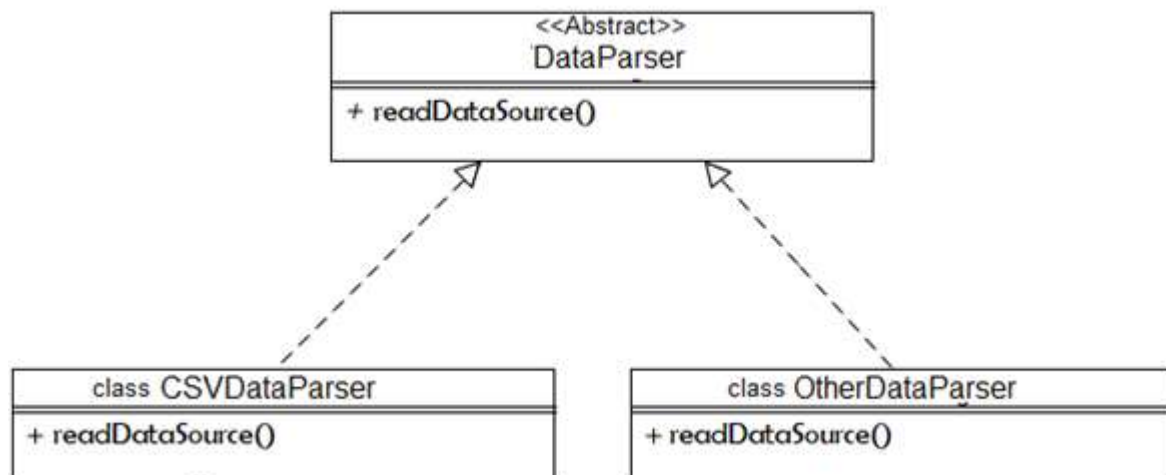 <<Abstract>>
DataParser
+ readDataSource()
class CSVDataParser
+ readDataSource()
class OtherDataParser
+ readDataSource()